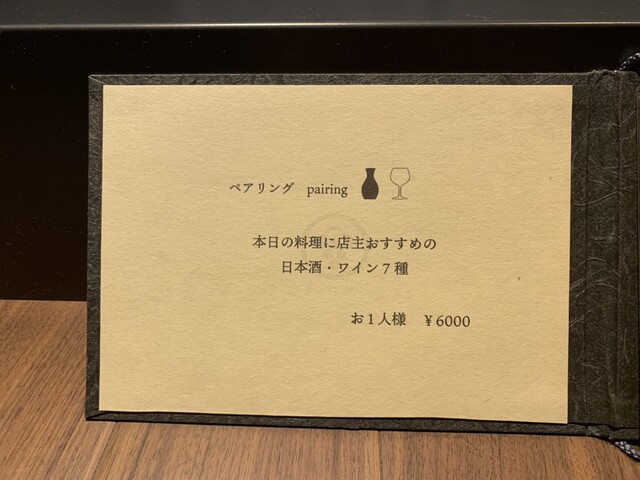 ペアリング pairing
本日の料理に店主おすすめの
日本酒・ワイン7種
お1人様 ¥6000